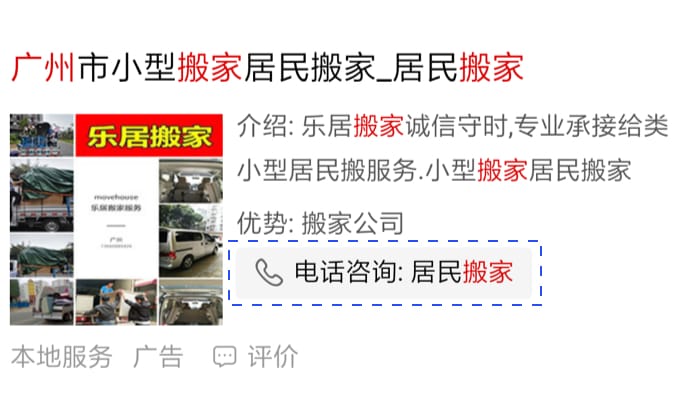 广州市小型搬家居民搬家_居民搬家
乐居搬家
movehouse
乐居搬家服务
广州
介绍: 乐居搬家诚信守时,专业承接给类
小型居民搬服务.小型搬家居民搬家
优势: 搬家公司
电话咨询: 居民搬家
本地服务 广告 评价